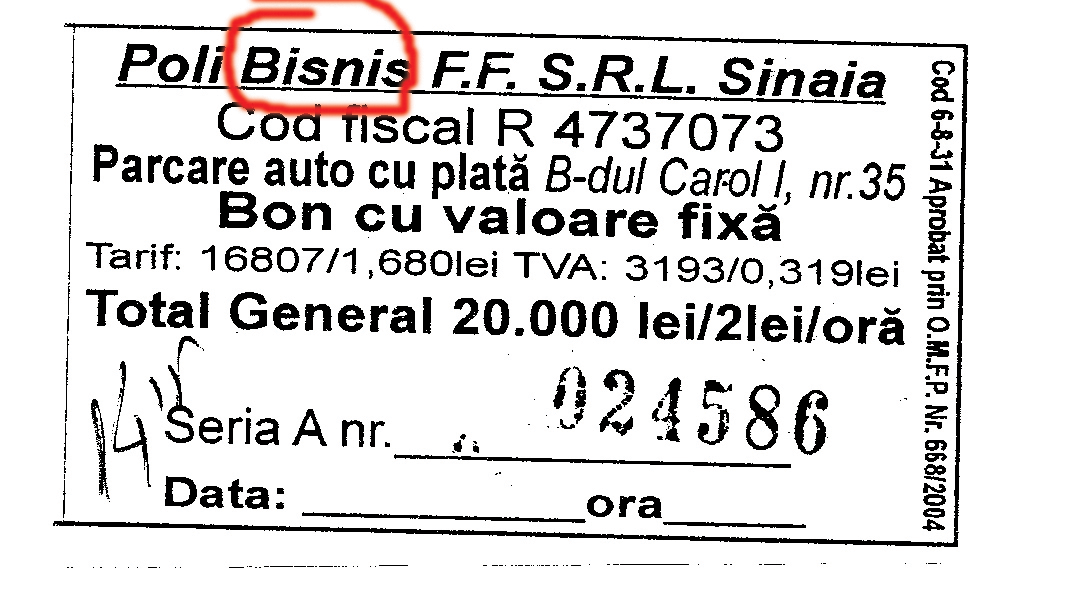 Poli Bisnis F.F. S.R.L. Sinaia
Cod fiscal R 4737073
Parcare auto cu plată B-dul Carol I, nr.35
Bon cu valoare fixă
Tarif: 16807/1,680lei TVA: 3193/0,319lei
Total General 20.000 lei/2lei/oră
Seria A nr. 024586
Data: ora
Cod 6-8-31 Aprobat prin O.M.F.P. Nr. 668/2004